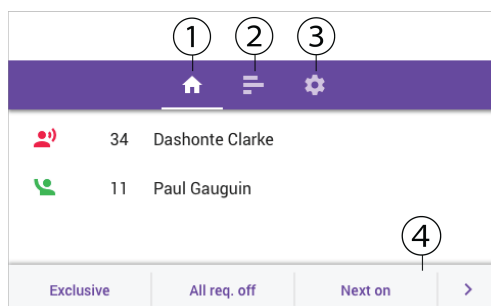 1 2 3
34 Dashonte Clarke
11 Paul Gauguin
4
Exclusive All req. off Next on >